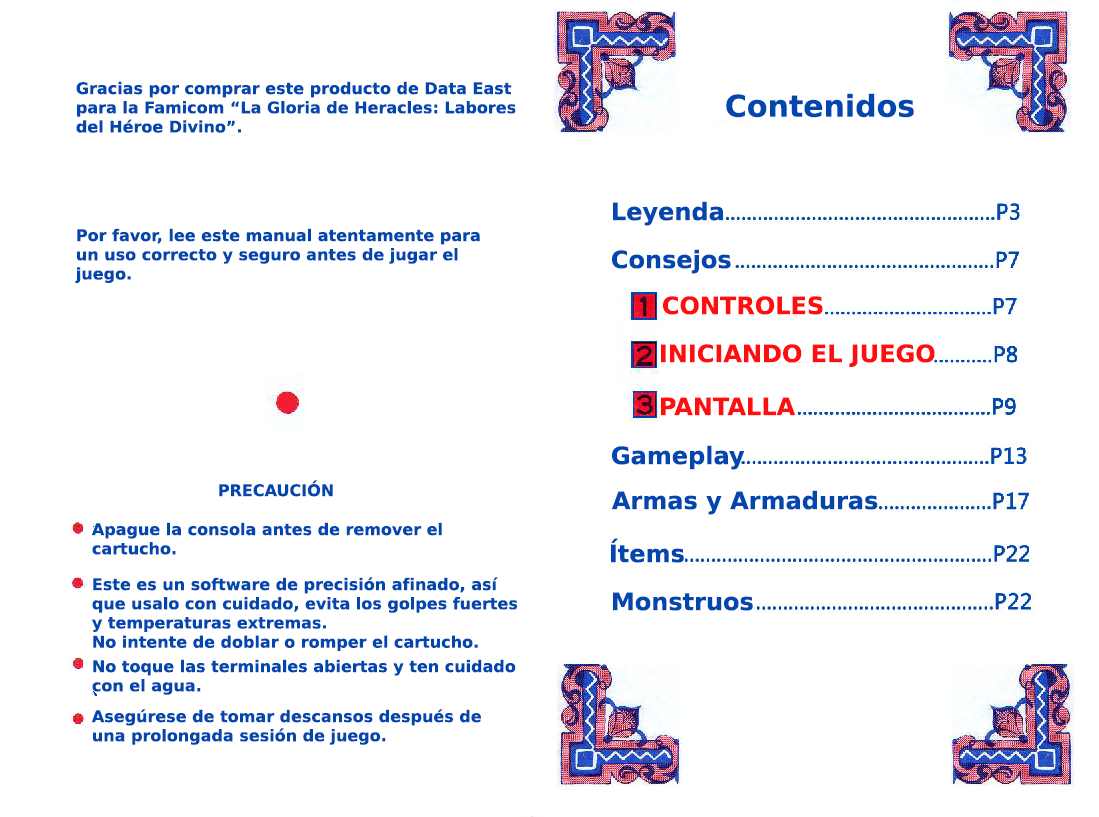 Gracias por comprar este producto de Data East
para la Famicom “La Gloria de Heracles: Labores
del Héroe Divino”.
Por favor, lee este manual atentamente para
un uso correcto y seguro antes de jugar el
juego.
PRECAUCIÓN
Apague la consola antes de remover el
cartucho.
Este es un software de precisión afinado, así
que usalo con cuidado, evita los golpes fuertes
y temperaturas extremas.
No intente de doblar o romper el cartucho.
No toque las terminales abiertas y ten cuidado
con el agua.
Asegúrese de tomar descansos después de
una prolongada sesión de juego.
Contenidos
Leyenda..................................................P3
Consejos................................................P7
1 CONTROLES...............................P7
2 INICIANDO EL JUEGO...........P8
3 PANTALLA....................................P9
Gameplay..............................................P13
Armas y Armaduras.....................P17
Ítems.........................................................P22
Monstruos............................................P22